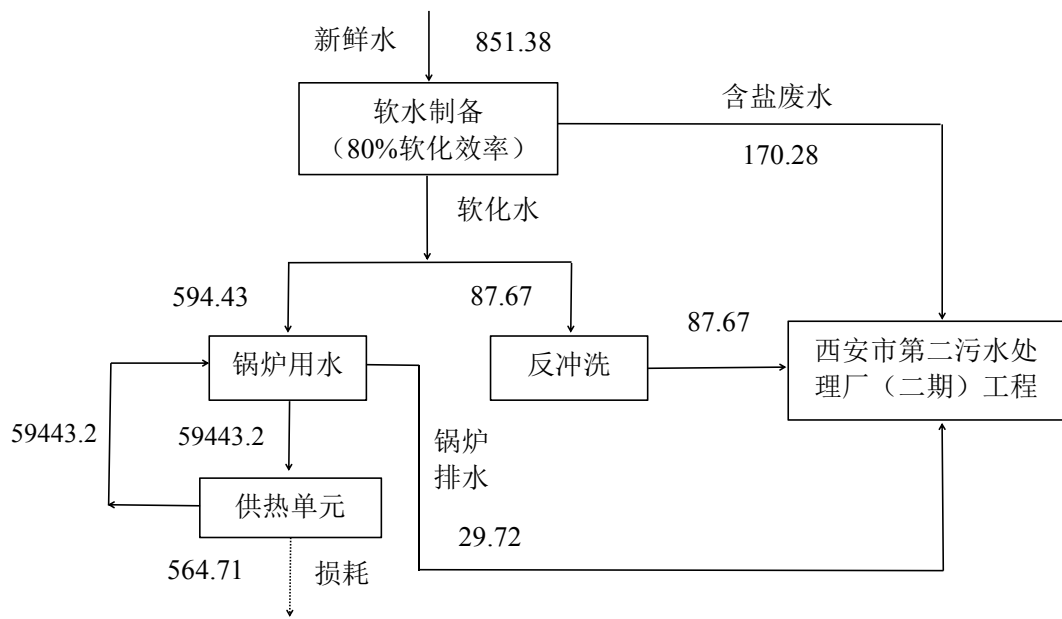 新鲜水
851.38
软水制备
（80%软化效率）
含盐废水
170.28
软化水
594.43
87.67
87.67
锅炉用水
反冲洗
西安市第二污水处
理厂（二期）工程
59443.2
59443.2
锅炉
排水
供热单元
29.72
564.71
损耗